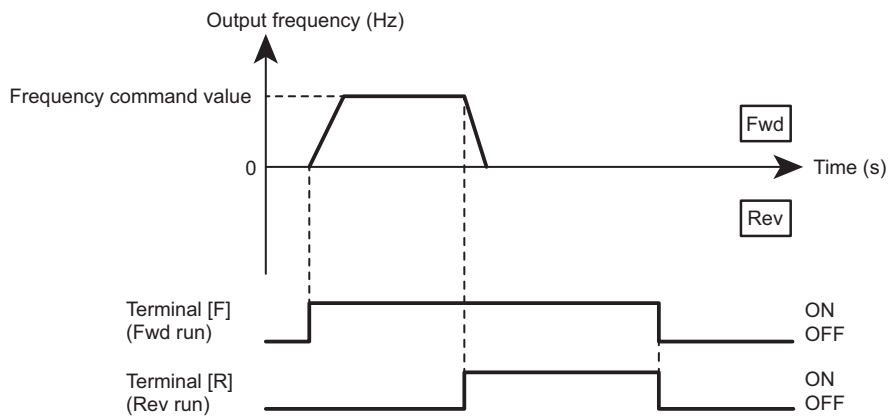 Output frequency (Hz)
Frequency command value
Fwd
0
Time (s)
Rev
Terminal [F]
(Fwd run)
ON
OFF
Terminal [R]
(Rev run)
ON
OFF